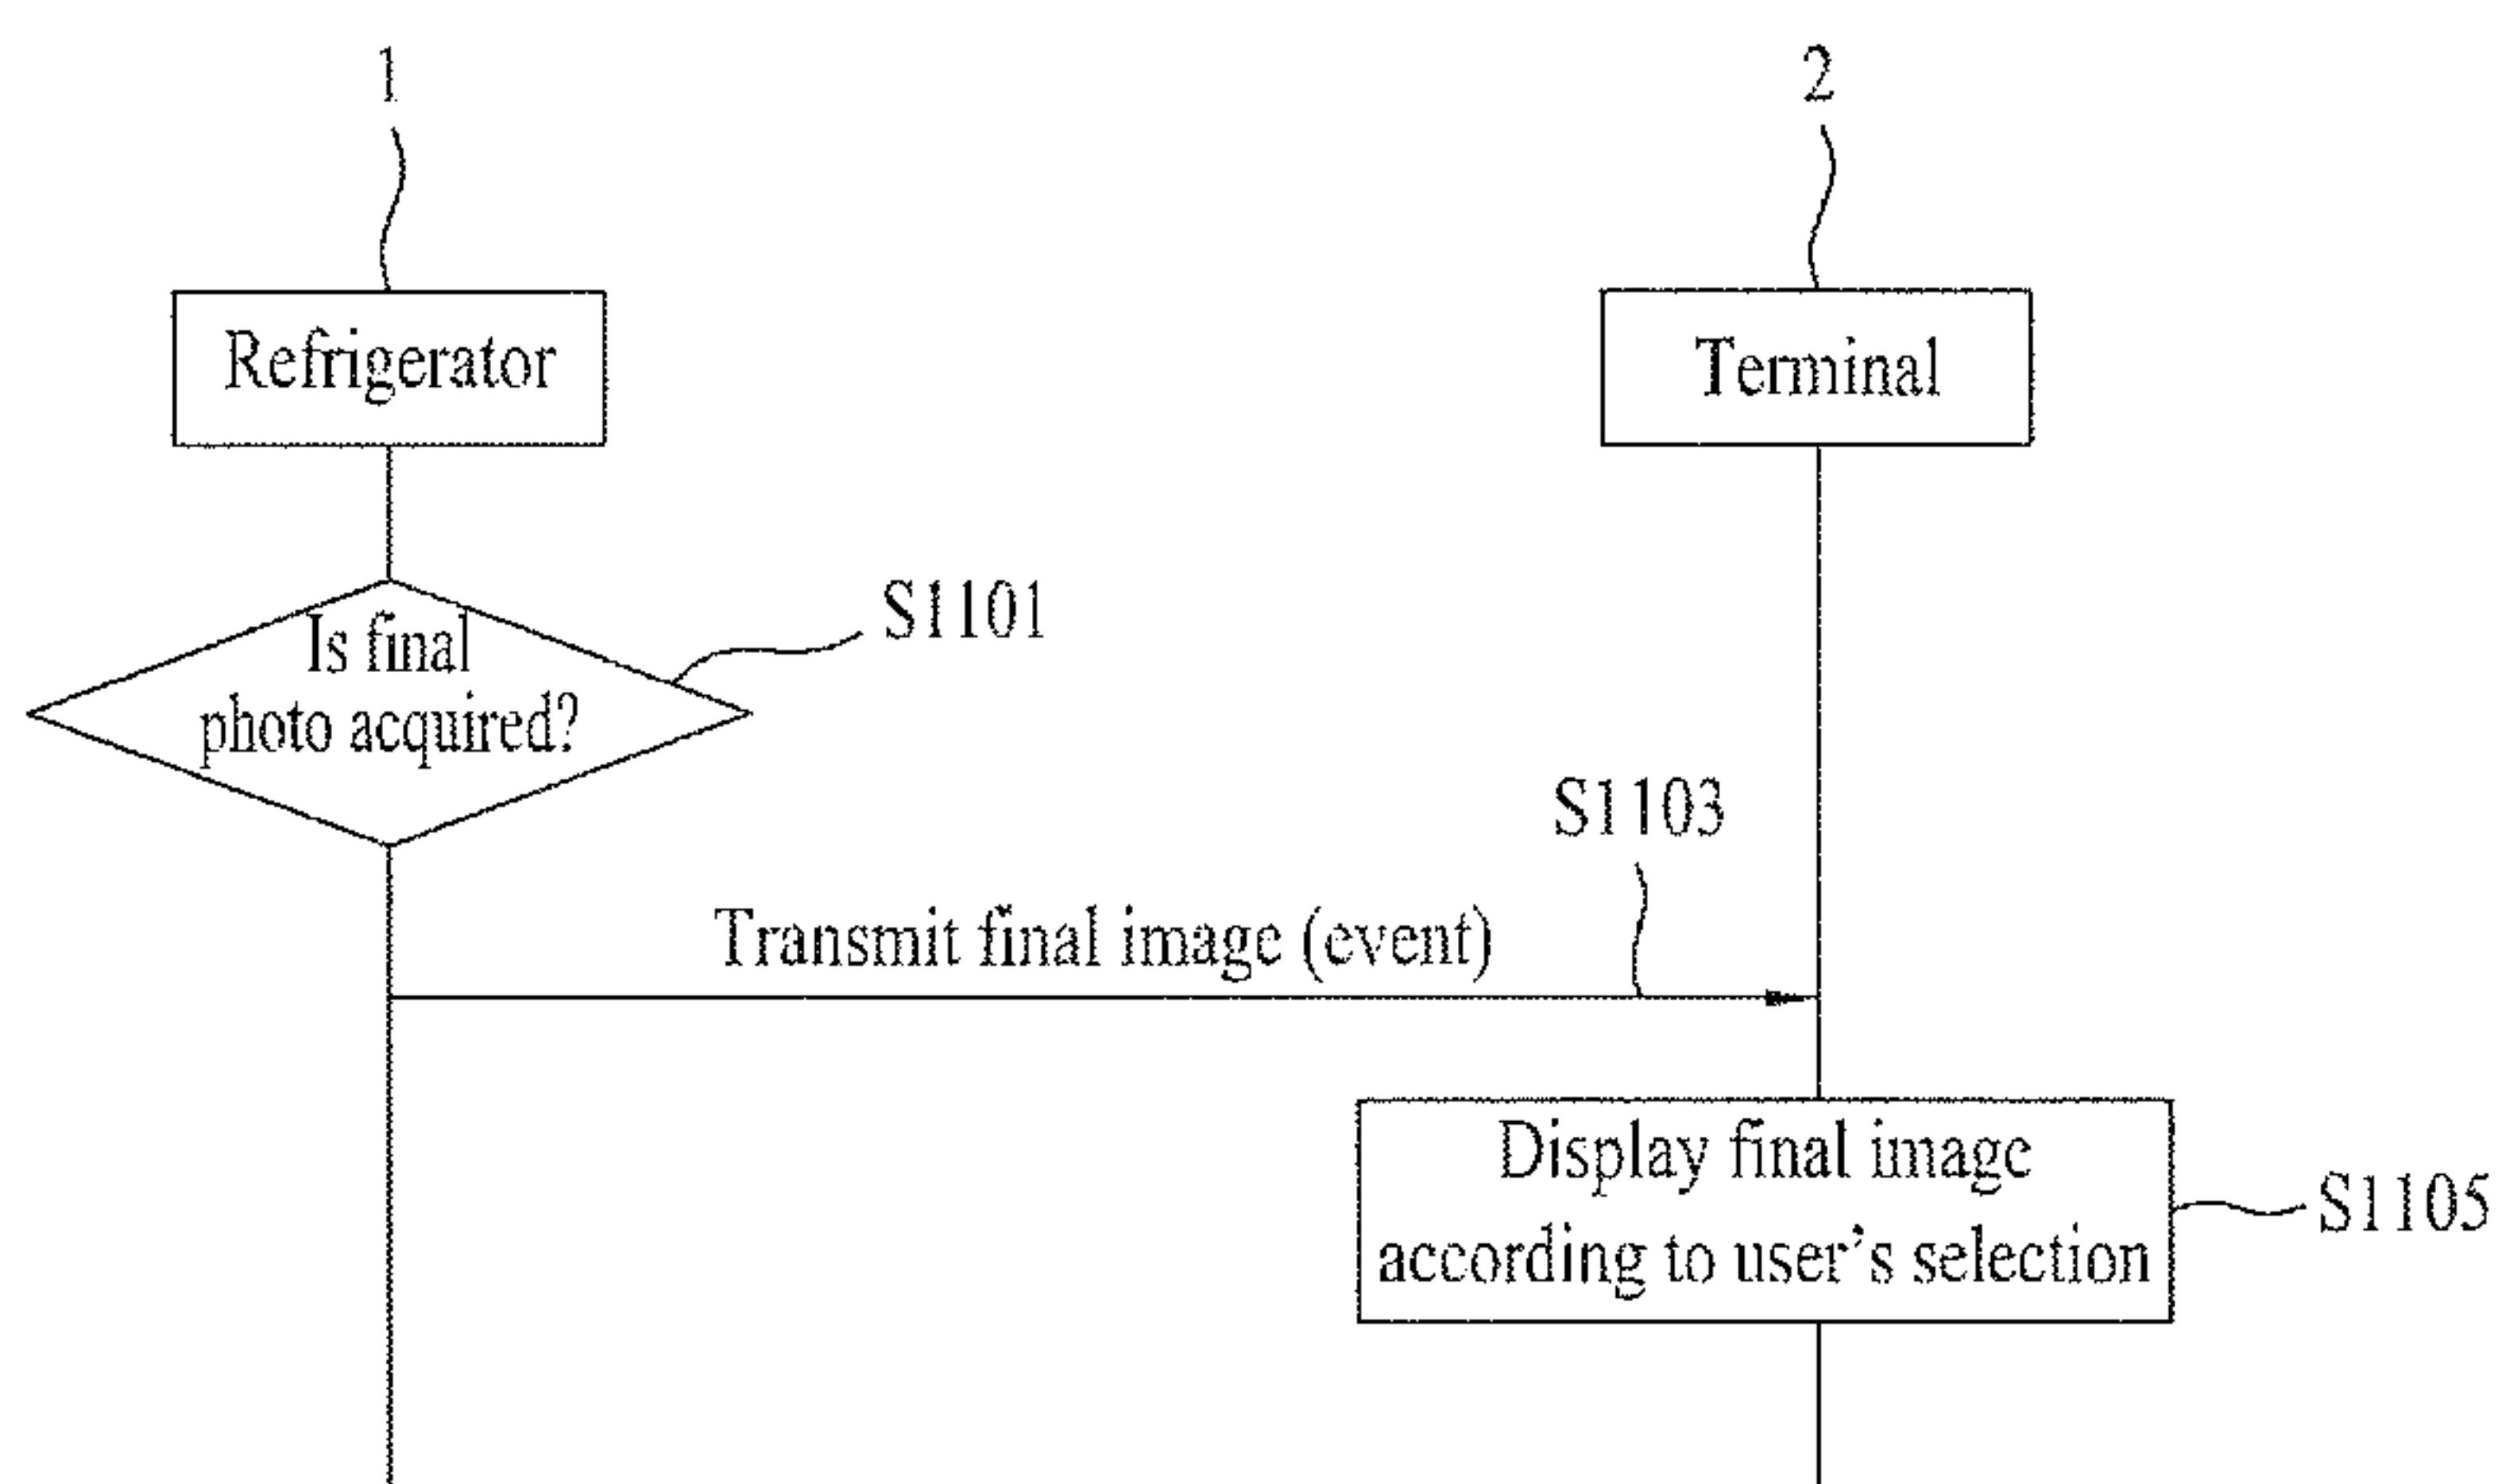 1
2
Refrigerator
Terminal
Is final
photo acquired?
S1101
S1103
Transmit final image (event)
Display final image
according to user's selection
S1105